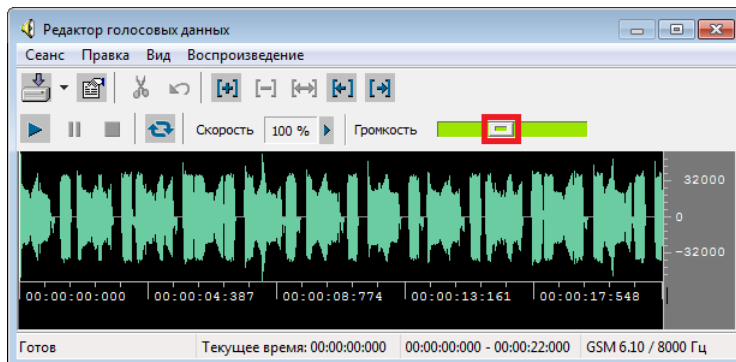 Редактор голосовых данных
Сеанс Правка Вид Воспроизведение
Скорость 100 % Громкость
32000
0
-32000
00:00:00:000 00:00:04:387 00:00:08:774 00:00:13:161 00:00:17:548
Готов Текущее время: 00:00:00:000 00:00:00:000 - 00:00:22:000 GSM 6.10 / 8000 Гц